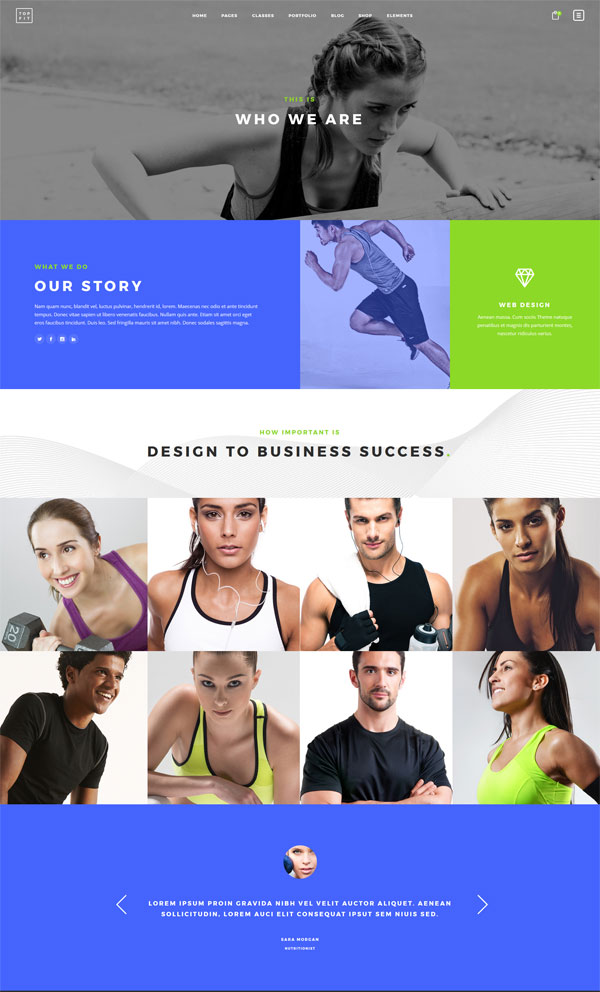 TOP
FIT
HOME PAGES CLASSES PORTFOLIO BLOG SHOP ELEMENTS
THIS IS
WHO WE ARE
WHAT WE DO
OUR STORY
Nam quam nunc, blandit vel, luctus pulvinar, hendrerit id, lorem. Maecenas nec odio et ante tincidunt
tempus. Donec vitae sapien ut libero venenatis faucibus. Nullam quis ante. Etiam sit amet orci eget
eros faucibus tincidunt. Duis leo. Sed fringilla mauris sit amet nibh. Donec sodales sagittis magna.
WEB DESIGN
Aenean massa. Cum sociis Theme natoque
penatibus et magnis dis parturient montes,
nascetur ridiculus varius.
HOW IMPORTANT IS
DESIGN TO BUSINESS SUCCESS.
20
LOREM IPSUM PROIN GRAVIDA NIBH VEL VELIT AUCTOR ALIQUET. AENEAN
SOLLICITUDIN, LOREM AUCI ELIT CONSEQUAT IPSUM SEM NIUIS SED.
SARA MORGAN
NUTRITIONIST